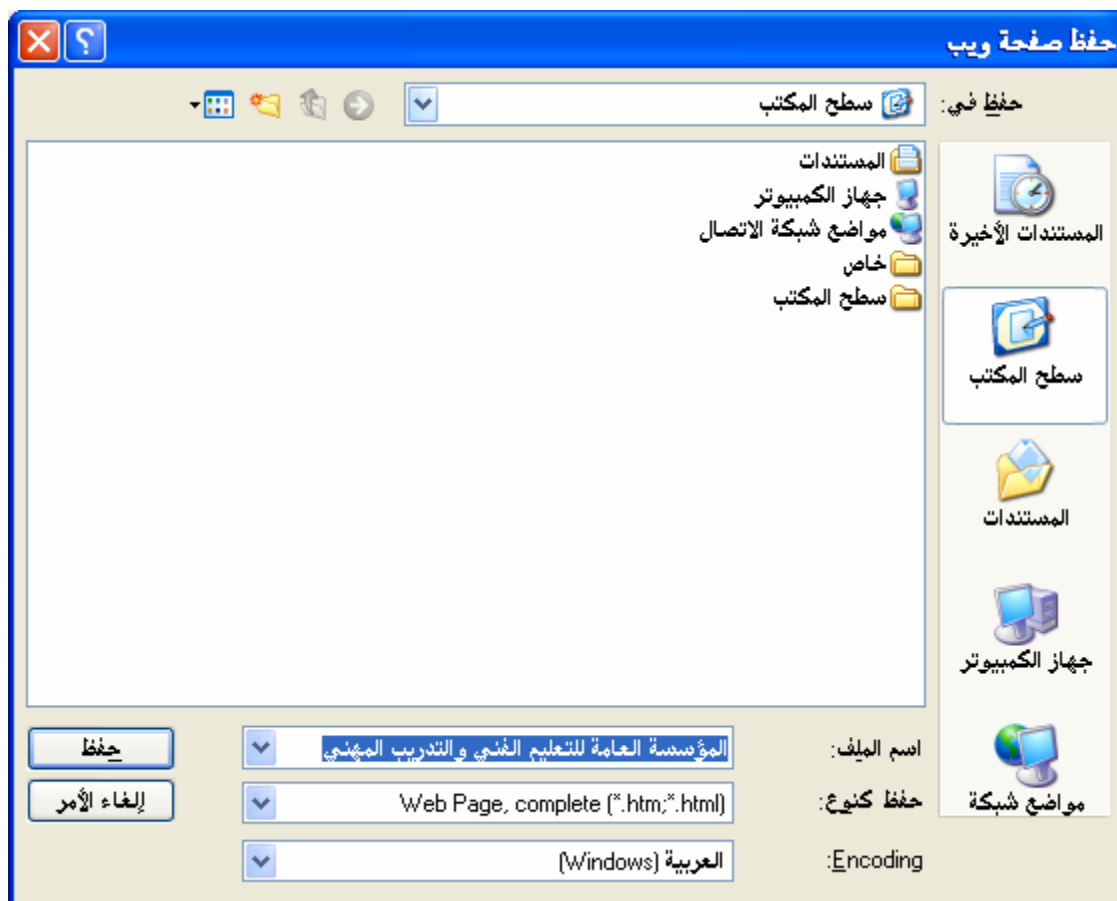 حفظ صفحة ويب
حفظ في:
سطح المكتب
المستندات الأخيرة
سطح المكتب
المستندات
جهاز الكمبيوتر
مواضع شبكة
المستندات
جهاز الكمبيوتر
مواضع شبكة الاتصال
خاص
سطح المكتب
اسم الملف:
المؤسسة العامة للتعليم الفني والتدريب المهني
حفظ
حفظ كنوع:
Web Page, complete (*.htm;*.html)
إلغاء الأمر
Encoding:
العربية (Windows)